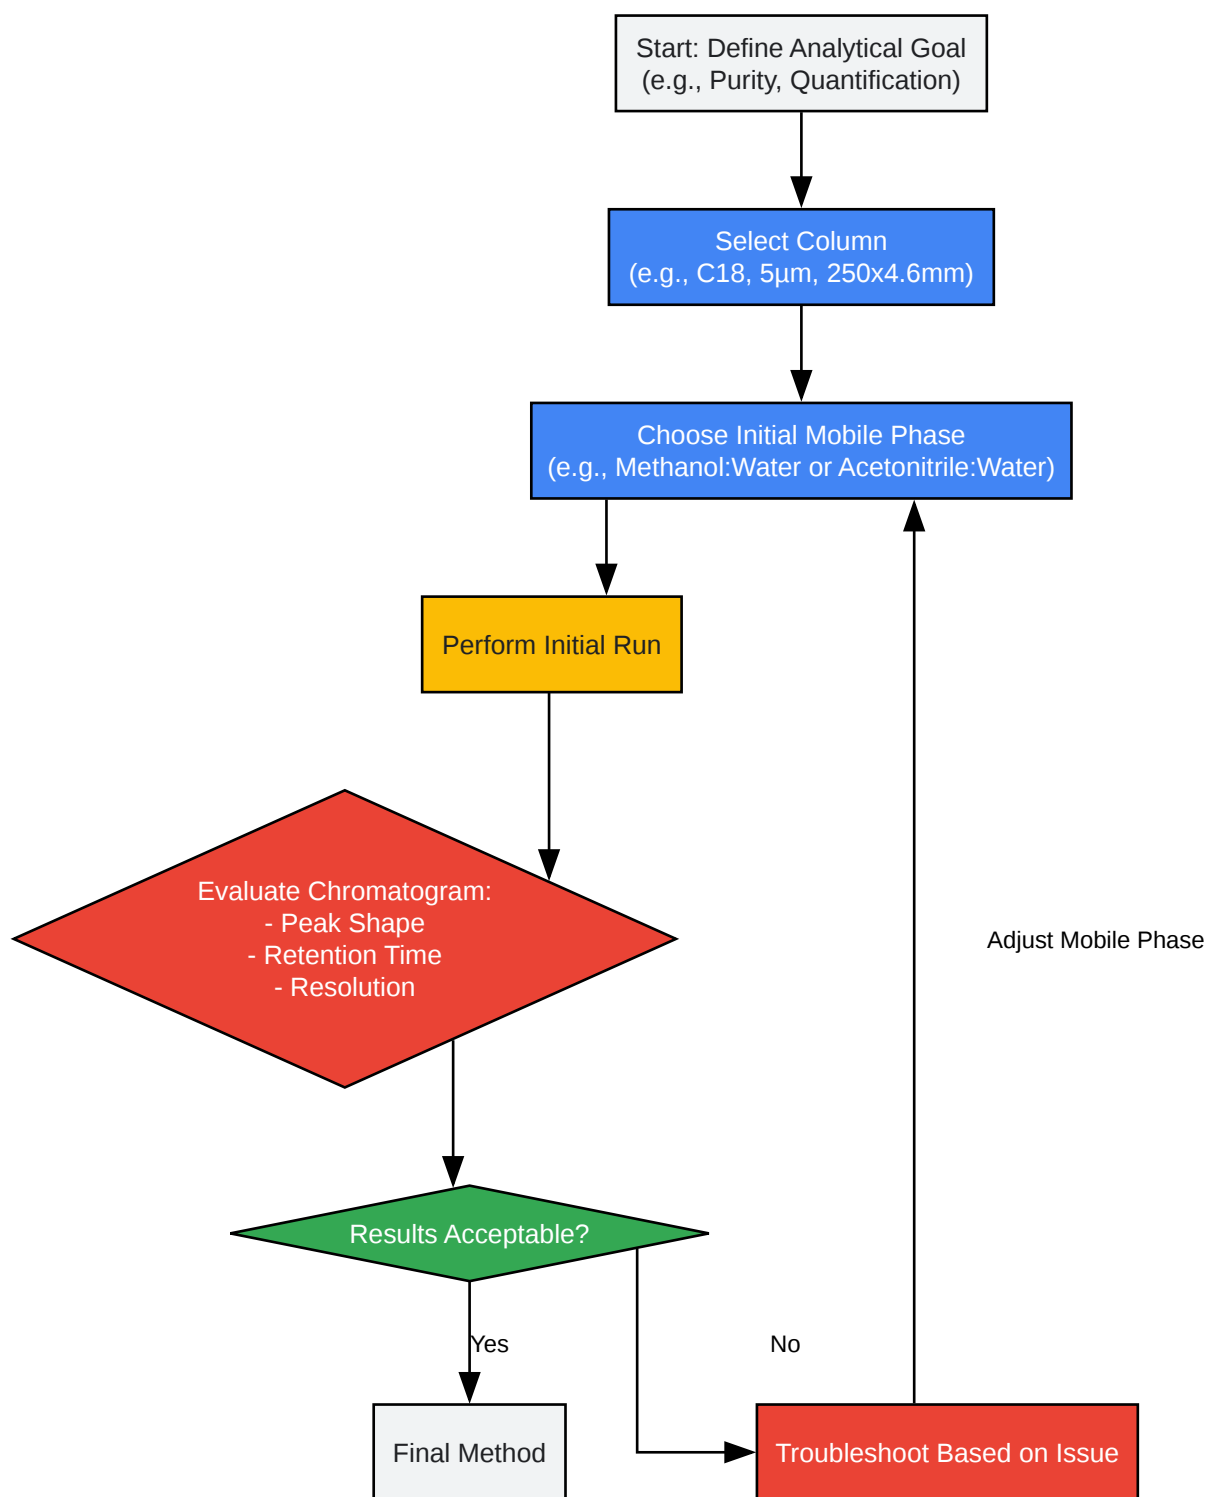 Start: Define Analytical Goal
(e.g., Purity, Quantification)
Select Column
(e.g., C18, 5µm, 250x4.6mm)
Choose Initial Mobile Phase
(e.g., Methanol:Water or Acetonitrile:Water)
Perform Initial Run
Evaluate Chromatogram:
- Peak Shape
- Retention Time
- Resolution
Adjust Mobile Phase
Results Acceptable?
Yes
No
Final Method
Troubleshoot Based on Issue